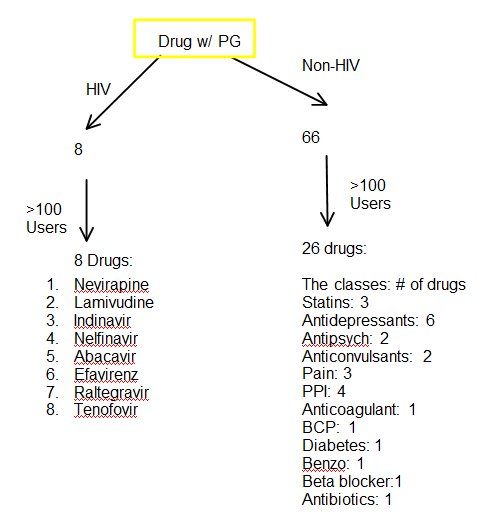 Drug w/ PG
HIV
Non-HIV
8
66
>100
Users
>100
Users
8 Drugs:
1. Nevirapine
2. Lamivudine
3. Indinavir
4. Nelfinavir
5. Abacavir
6. Efavirenz
7. Raltegravir
8. Tenofovir
26 drugs:
The classes: # of drugs
Statins: 3
Antidepressants: 6
Antipsych: 2
Anticonvulsants: 2
Pain: 3
PPI: 4
Anticoagulant: 1
BCP: 1
Diabetes: 1
Benzo: 1
Beta blocker:1
Antibiotics: 1